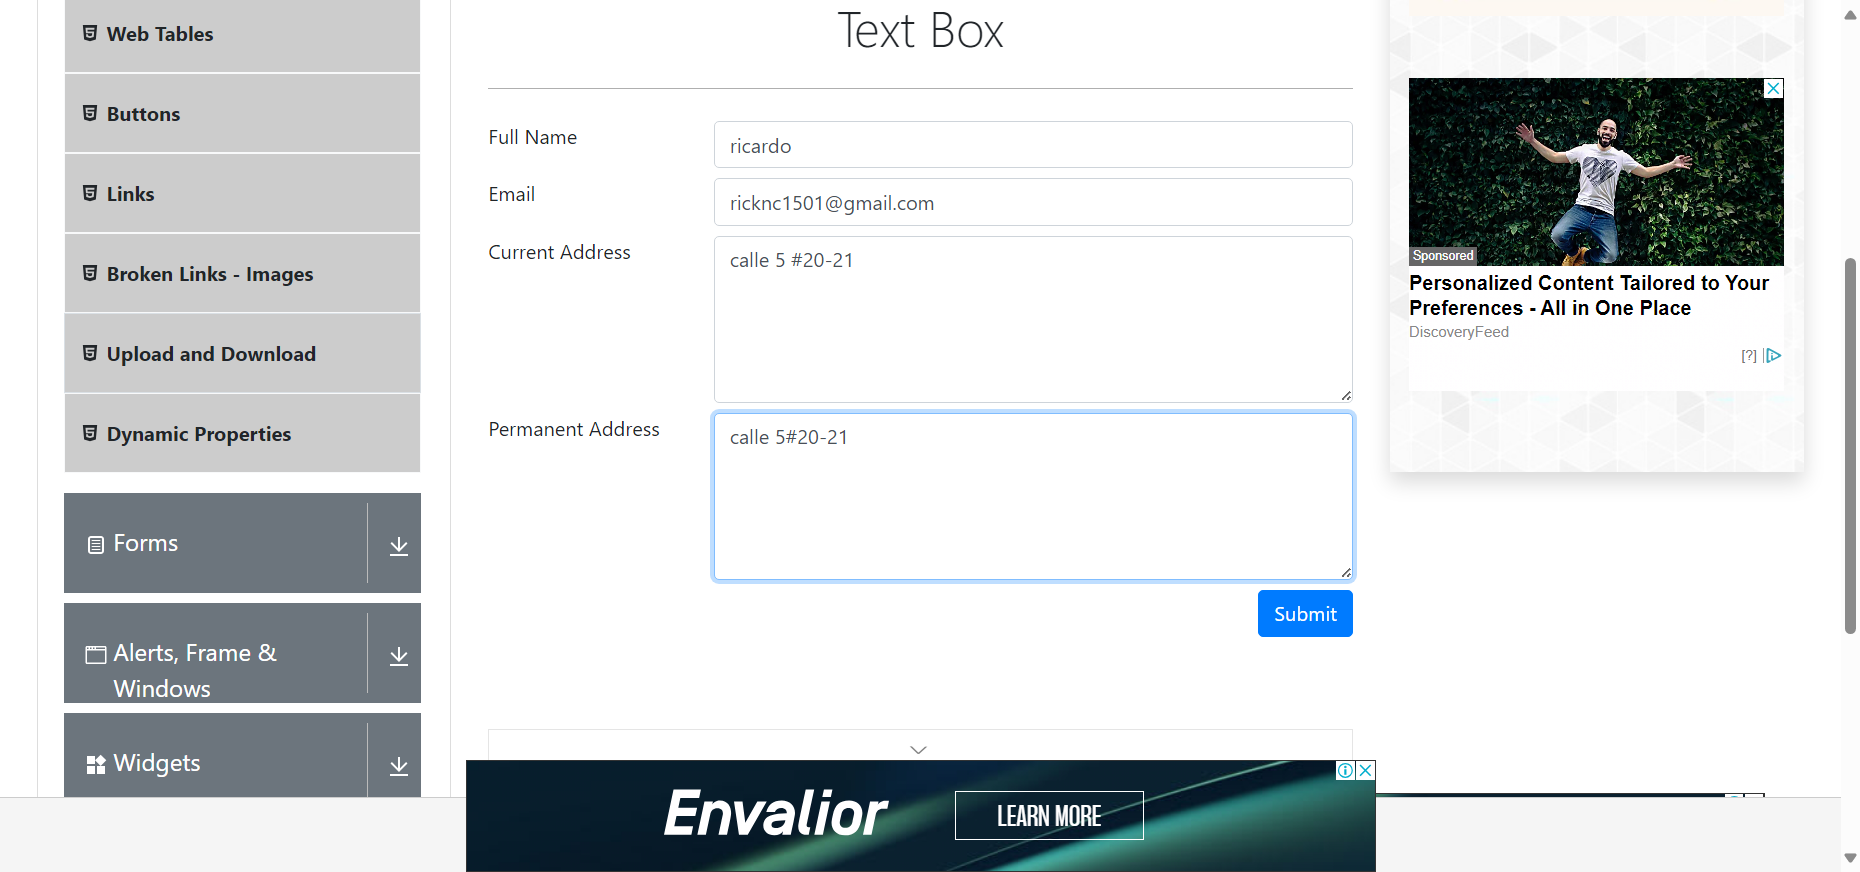 Web Tables
Buttons
Links
Broken Links - Images
Upload and Download
Dynamic Properties
Forms
Alerts, Frame &
Windows
Widgets
Text Box
Full Name
ricardo
Email
ricknc1501@gmail.com
Current Address
calle 5 #20-21
Permanent Address
calle 5#20-21
Submit
Sponsored
Personalized Content Tailored to Your
Preferences - All in One Place
DiscoveryFeed
[?]
Envalior
LEARN MORE